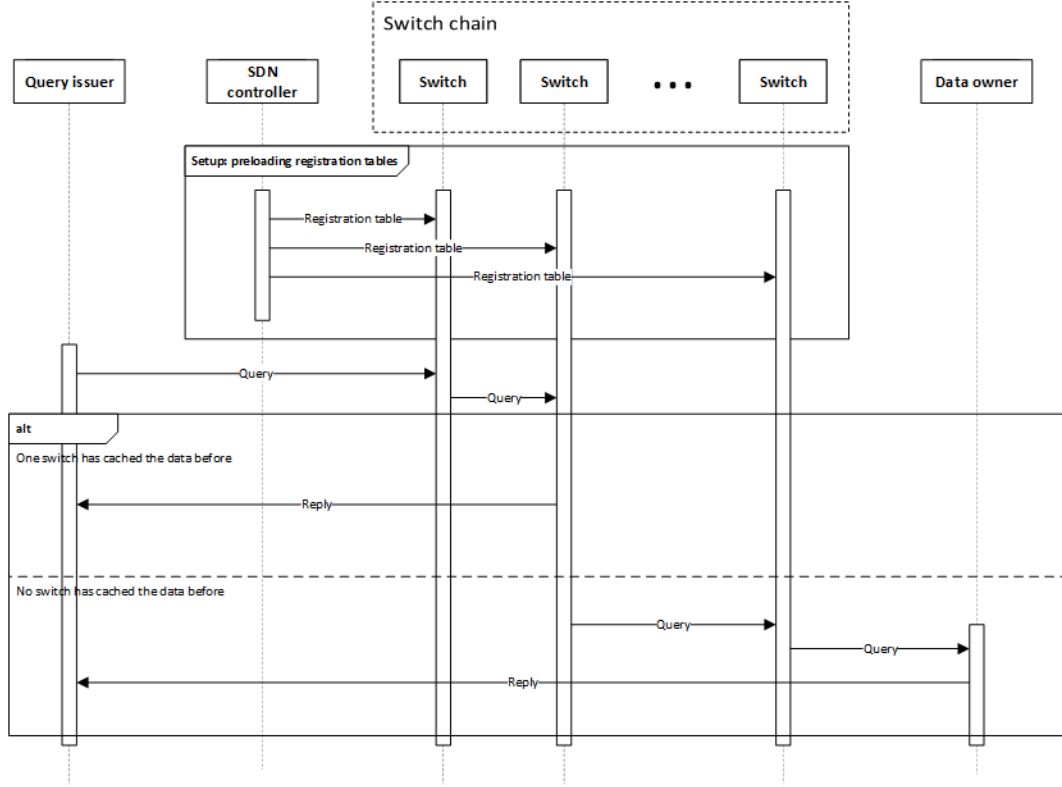 Switch chain
Query issuer
SDN
controller
Switch
Switch
...
Switch
Data owner
Setup: preloading registration tables
Registration table
Registration table
Registration table
Query
Query
alt
One switch has cached the data before
Reply
No switch has cached the data before
Query
Query
Reply